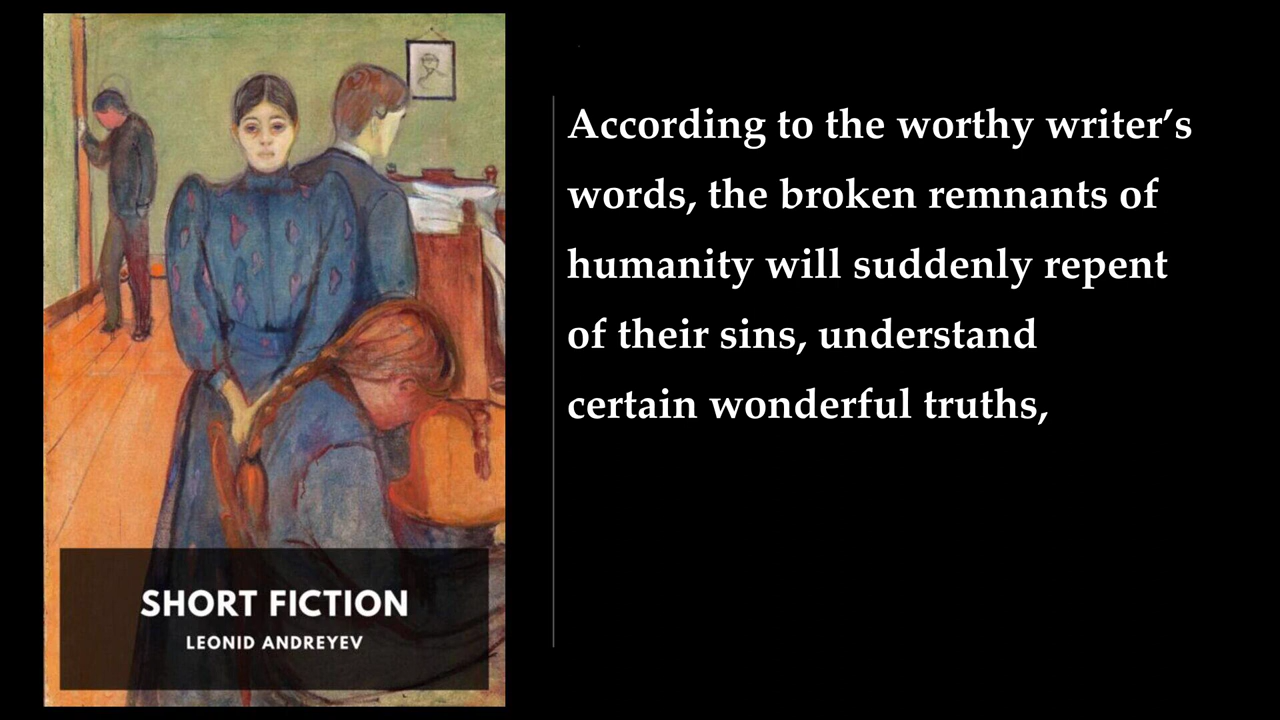 According to the worthy writer’s
words, the broken remnants of
humanity will suddenly repent
of their sins, understand
certain wonderful truths,
SHORT FICTION
LEONID ANDREYEV